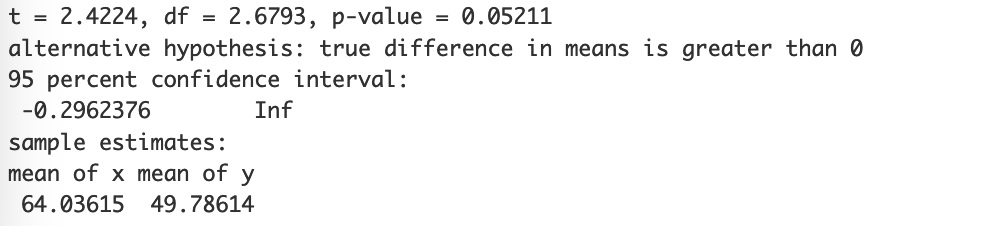 t = 2.4224, df = 2.6793, p-value = 0.05211
alternative hypothesis: true difference in means is greater than 0
95 percent confidence interval:
 -0.2962376        Inf
sample estimates:
mean of x mean of y
 64.03615  49.78614